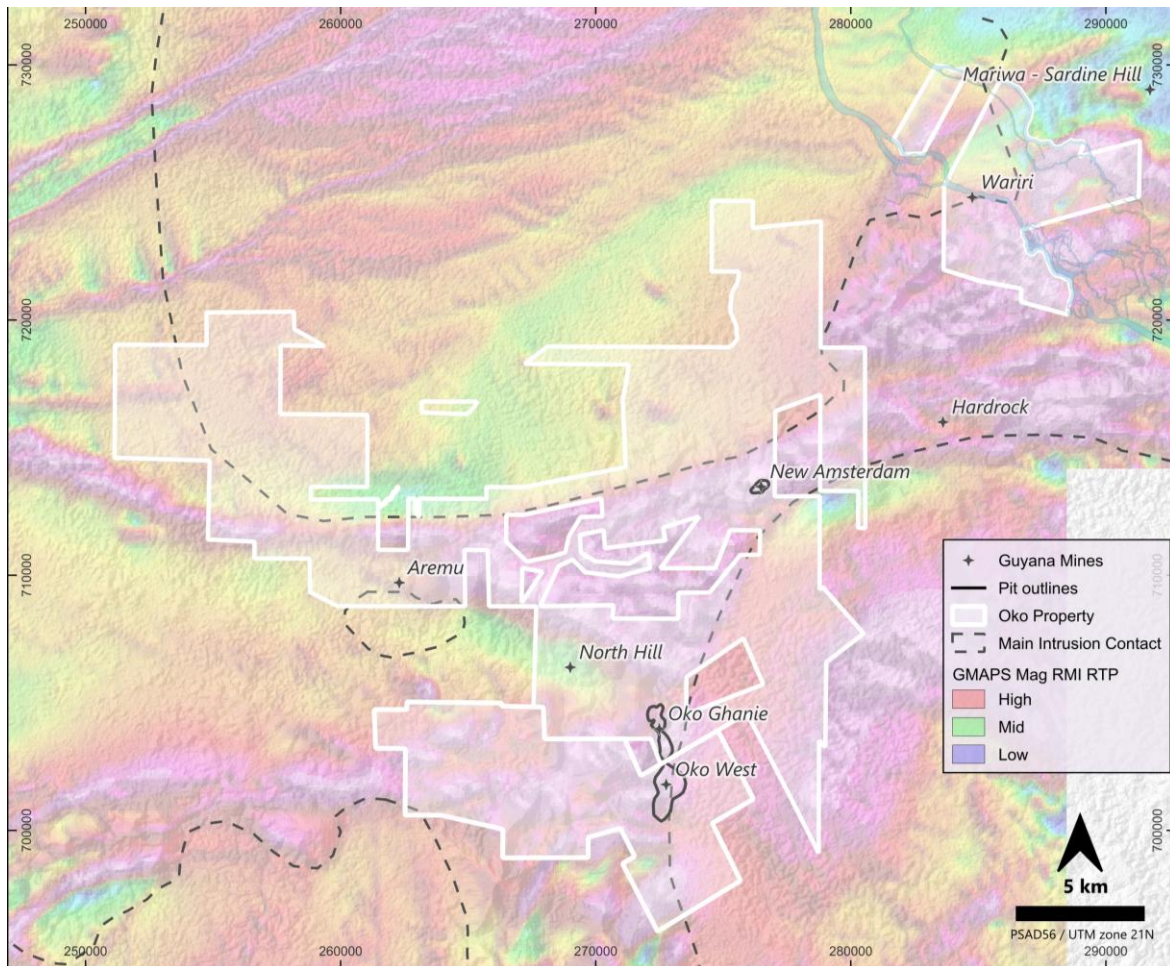 250000
260000
270000
280000
290000
730000
730000
Mariwa - Sardine Hill
Wariri
720000
720000
Hardrock
New Amsterdam
710000
710000
Aremu
North Hill
Oko Ghanie
Oko West
Guyana Mines
Pit outlines
Oko Property
Main Intrusion Contact
GMAPS Mag RMI RTP
High
Mid
Low
700000
700000
5 km
PSAD56 / UTM zone 21N
250000
260000
270000
280000
290000